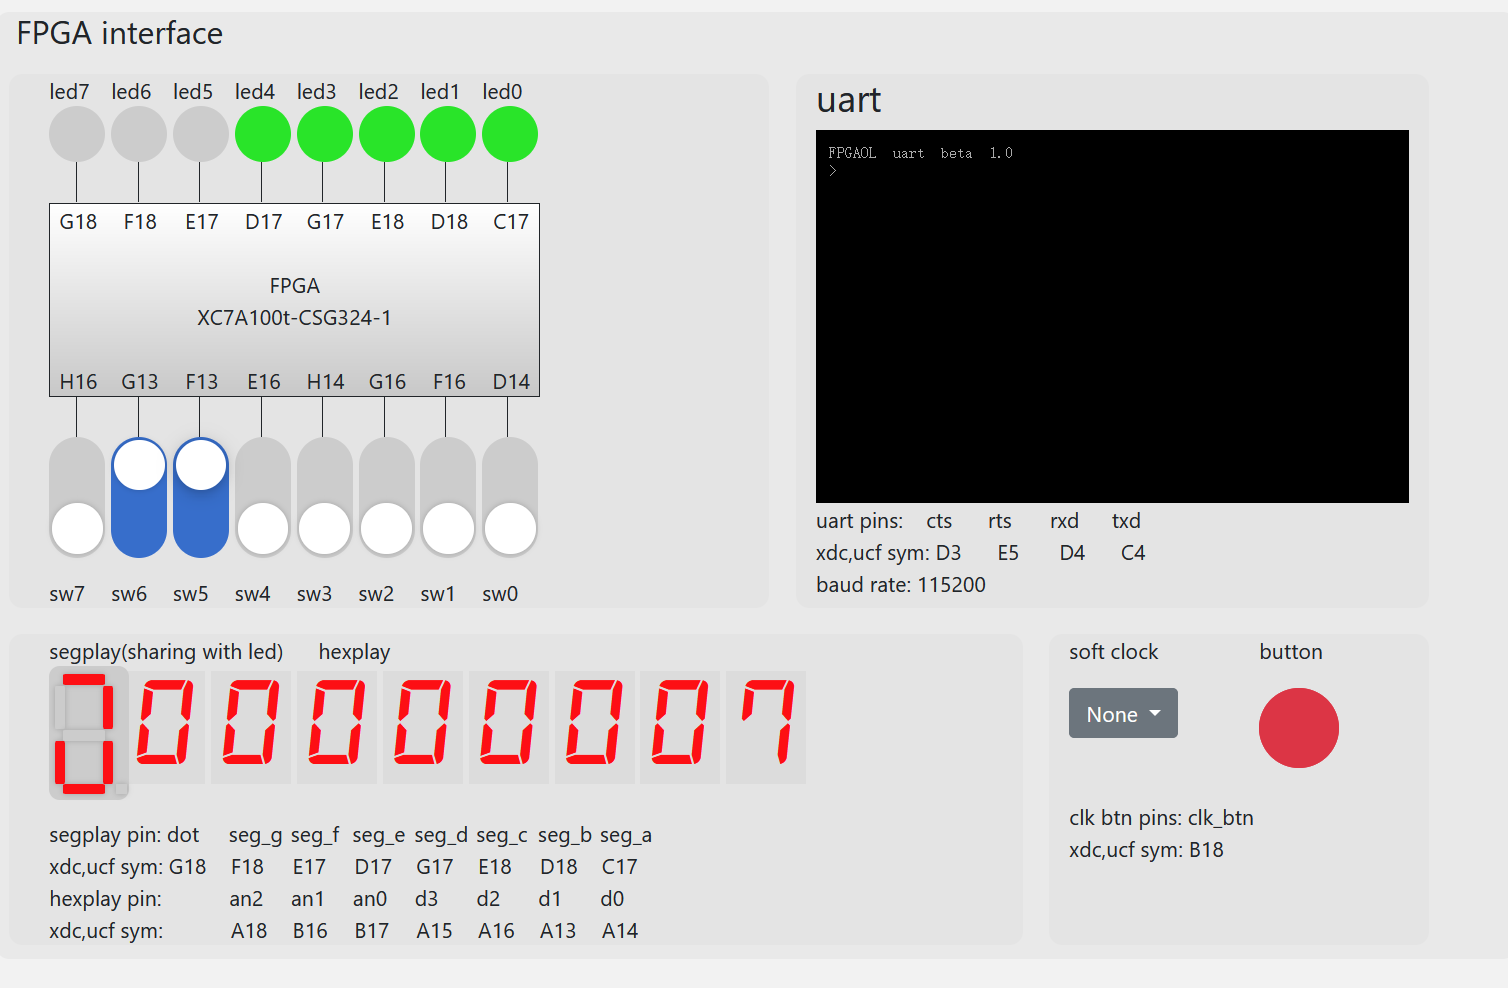 FPGA interface
led7 led6 led5 led4 led3 led2 led1 led0
G18 F18 E17 D17 G17 E18 D18 C17
FPGA
XC7A100t-CSG324-1
H16 G13 F13 E16 H14 G16 F16 D14
sw7 sw6 sw5 sw4 sw3 sw2 sw1 sw0
uart
FPGAOL uart beta 1.0
>
uart pins: cts rts rxd txd
xdc,ucf sym: D3 E5 D4 C4
baud rate: 115200
segplay(sharing with led) hexplay
00000007
segplay pin: dot seg_g seg_f seg_e seg_d seg_c seg_b seg_a
xdc,ucf sym: G18 F18 E17 D17 G17 E18 D18 C17
hexplay pin: an2 an1 an0 d3 d2 d1 d0
xdc,ucf sym: A18 B16 B17 A15 A16 A13 A14
soft clock button
None
clk btn pins: clk_btn
xdc,ucf sym: B18